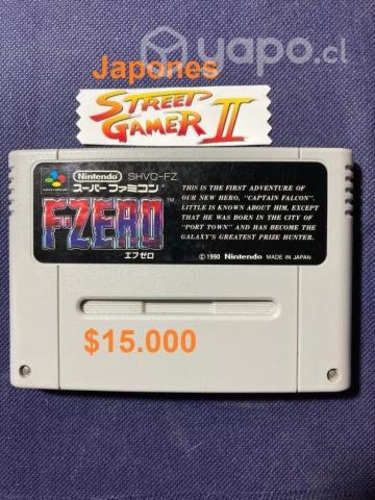 yapo.cl
Japones
STREET
GAMER II
Nintendo SHVC-FZ
スーパーファミコン
F-ZERO TM
エフゼロ
THIS IS THE FIRST ADVENTURE OF
OUR NEW HERO, "CAPTAIN FALCON".
LITTLE IS KNOWN ABOUT HIM, EXCEPT
THAT HE WAS BORN IN THE CITY OF
"PORT TOWN" AND HAS BECOME THE
GALAXY'S GREATEST PRIZE HUNTER.
© 1990 Nintendo MADE IN JAPAN
$15.000